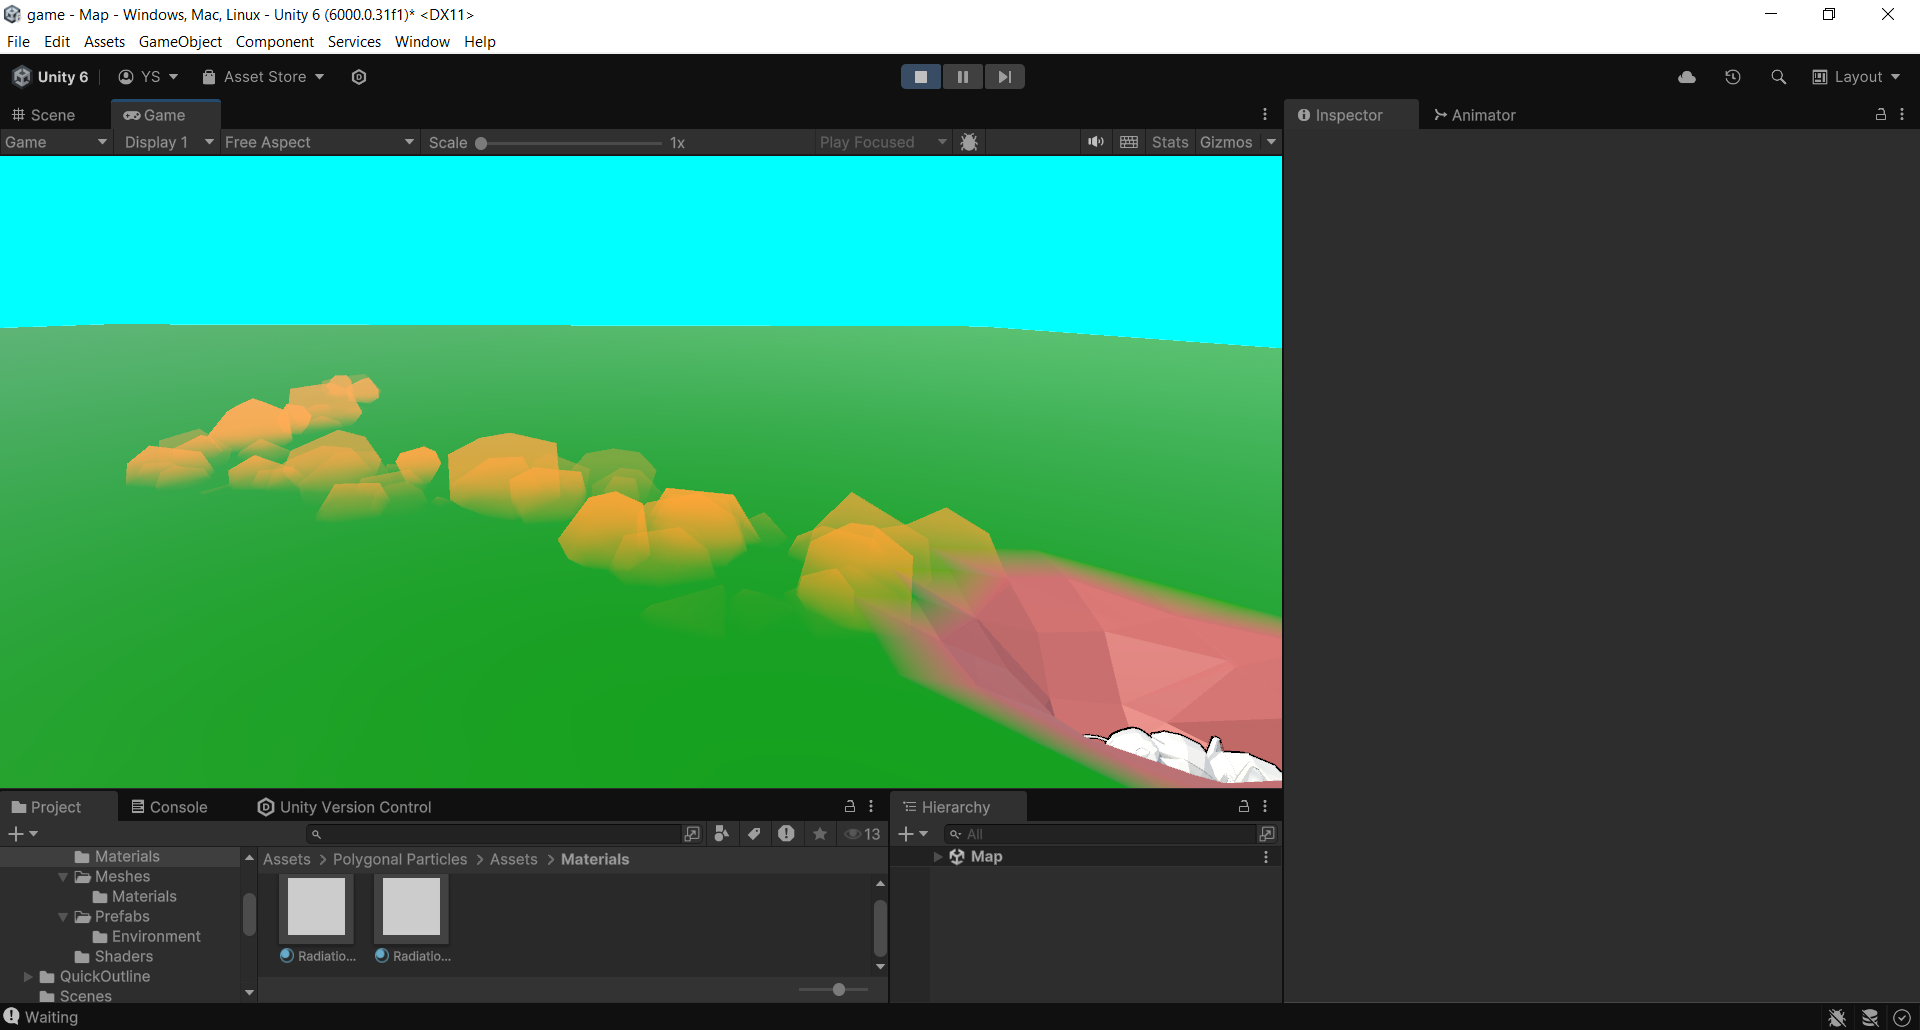 game - Map - Windows, Mac, Linux - Unity 6 (6000.0.31f1)* <DX11>
File Edit Assets GameObject Component Services Window Help
Unity 6 YS Asset Store Layout
Scene Game Inspector Animator
Game Display 1 Free Aspect Scale 1x Play Focused Stats Gizmos
Project Console Unity Version Control Hierarchy
13 All
Materials
Assets > Polygonal Particles > Assets > Materials
Map
Meshes
Materials
Prefabs
Environment
Shaders
Radiatio... Radiatio...
QuickOutline
Scenes
Waiting